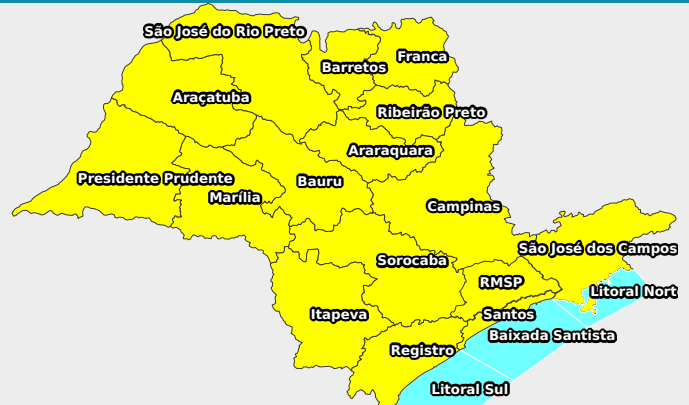 São José do Rio Preto
Franca
Barretos
Araçatuba
Ribeirão Preto
Araraquara
Presidente Prudente
Bauru
Marília
Campinas
São José dos Campos
Sorocaba
RMSP
Litoral Nort
Itapeva
Santos
Baixada Santista
Registro
Litoral Sul